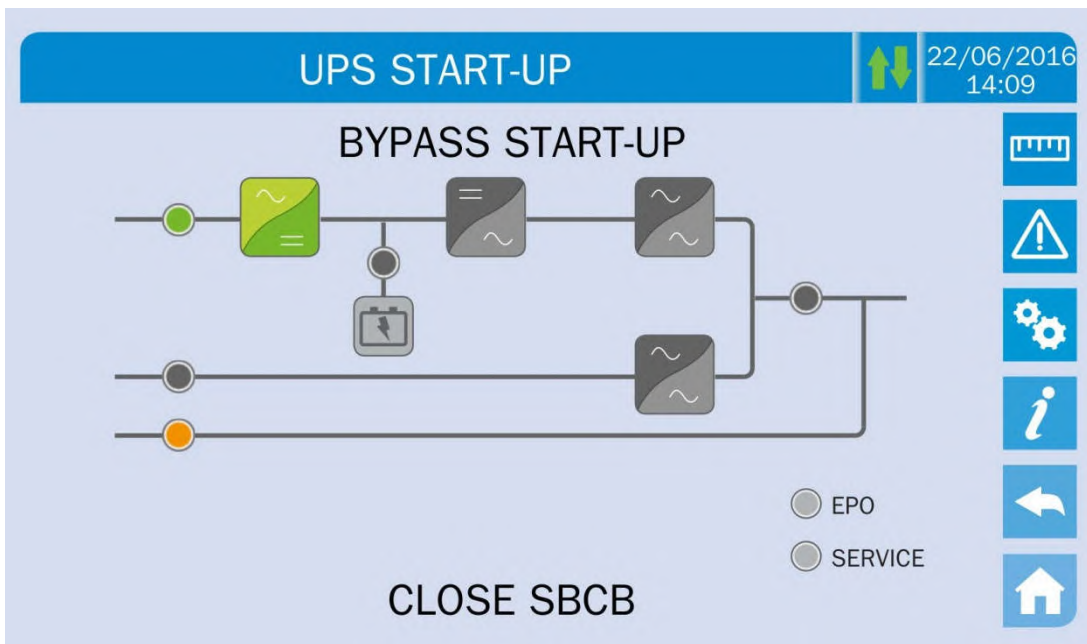 UPS START-UP
22/06/2016
14:09
BYPASS START-UP
EPO
SERVICE
CLOSE SBCB